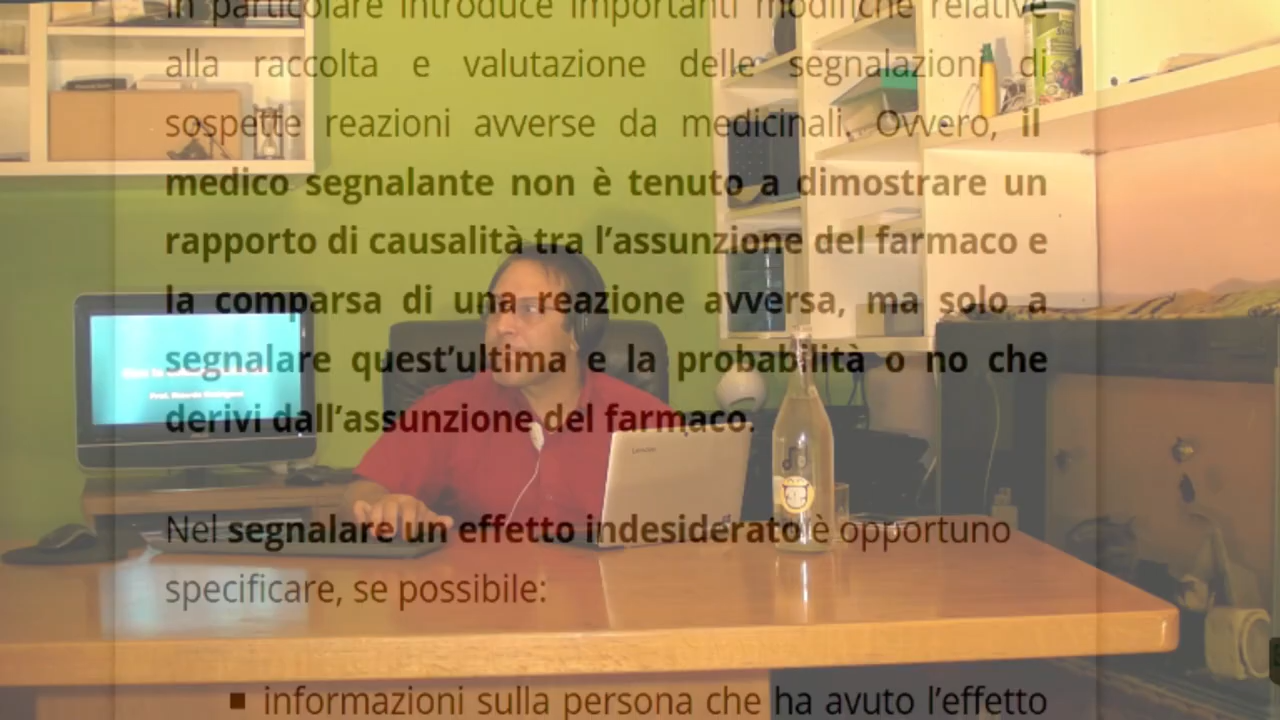 In particolare introduce importanti modifiche relative
alla raccolta e valutazione delle segnalazioni di
sospette reazioni avverse da medicinali. Ovvero, il
medico segnalante non è tenuto a dimostrare un
rapporto di causalità tra l'assunzione del farmaco e
la comparsa di una reazione avversa, ma solo a
segnalare quest'ultima e la probabilità o no che
derivi dall'assunzione del farmaco.
Lenovo
Nel segnalare un effetto indesiderato è opportuno
specificare, se possibile:
informazioni sulla persona che ha avuto l'effetto